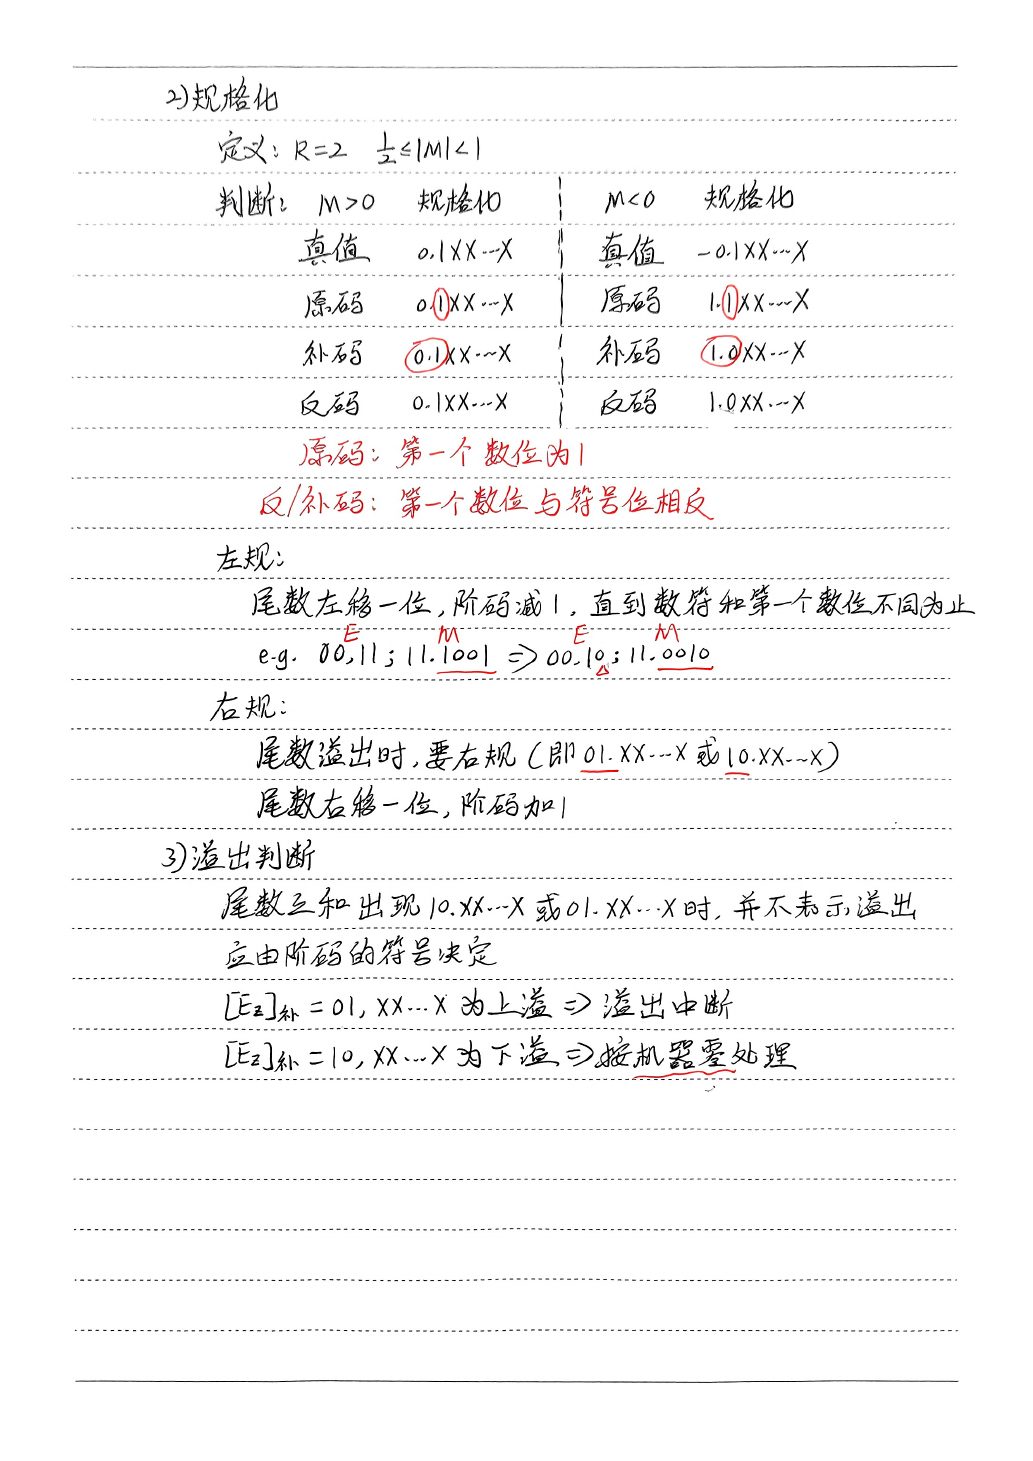 2)规格化
定义: R=2 1/2≤|M|<1
判断: M>0 规格化 M<0 规格化
真值 0.1XX…X 真值 -0.1XX…X
原码 0.1XX…X 原码 1.1XX…X
补码 0.1XX…X 补码 1.0XX…X
反码 0.1XX…X 反码 1.0XX…X
原码: 第一个数位为1
反/补码: 第一个数位与符号位相反
左规:
尾数左移一位,阶码减1,直到数符和第一个数位不同为止
E M E M
e.g. 00,11; 11.1001 => 00,10; 11.0010
右规:
尾数溢出时,要右规(即01.XX…X或10.XX…X)
尾数右移一位,阶码加1
3)溢出判断
尾数之和出现10.XX…X或01.XX…X时,并不表示溢出
应由阶码的符号决定
[Ez]补=01,XX…X为上溢=>溢出中断
[Ez]补=10,XX…X为下溢=>按机器零处理